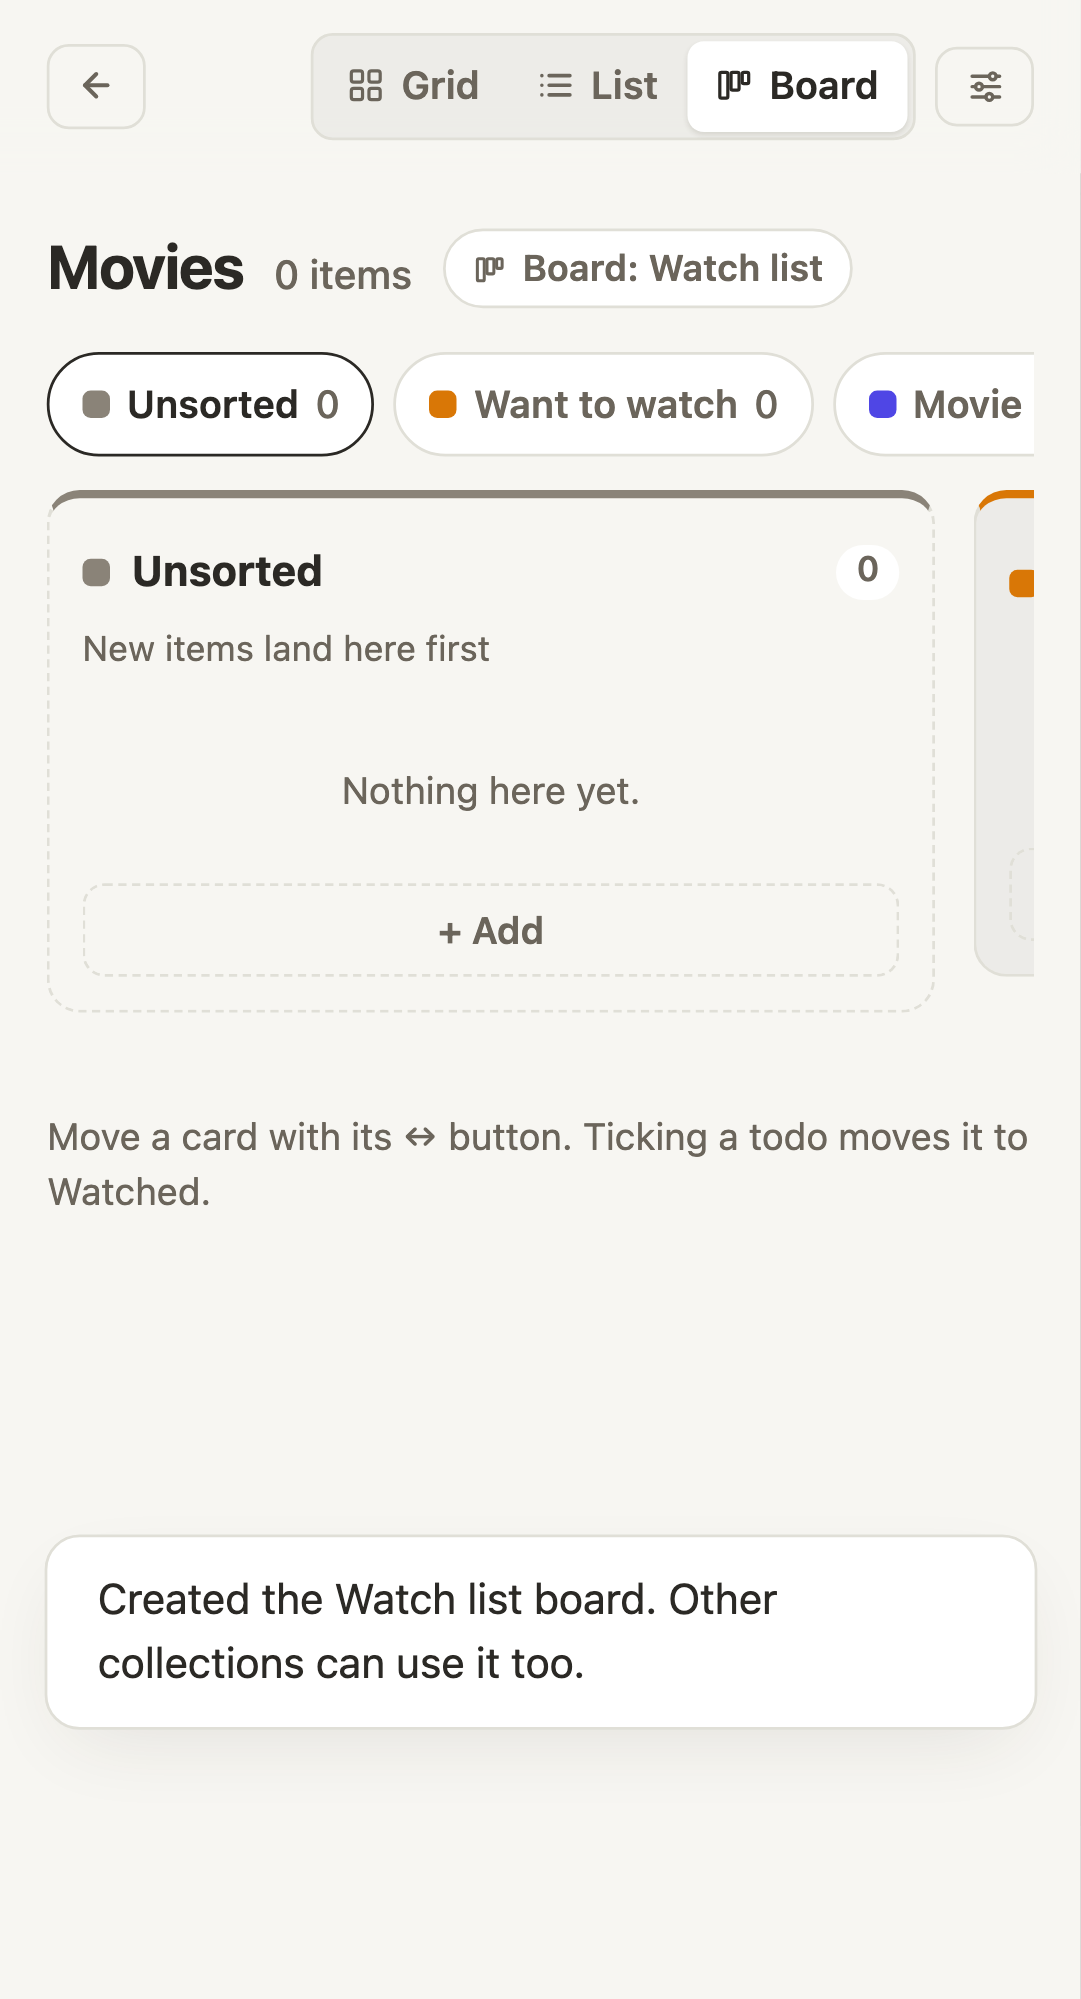 Grid List Board
Movies 0 items Board: Watch list
Unsorted 0 Want to watch 0 Movie
Unsorted 0
New items land here first
Nothing here yet.
+ Add
Move a card with its ↔ button. Ticking a todo moves it to
Watched.
Created the Watch list board. Other
collections can use it too.